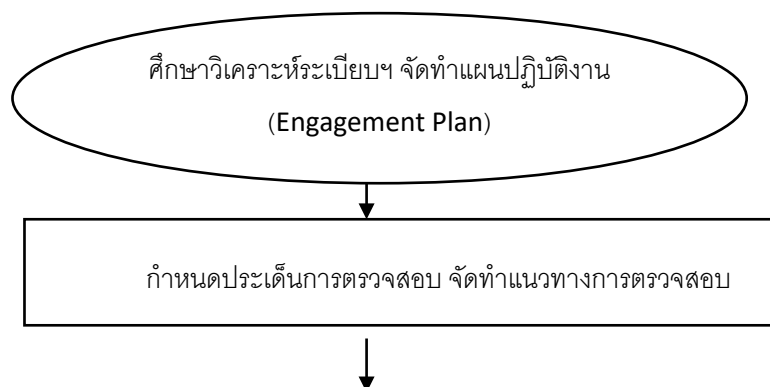 ศึกษาวิเคราะห์ระเบียบฯ จัดทำแผนปฏิบัติงาน
(Engagement Plan)
กำหนดประเด็นการตรวจสอบ จัดทำแนวทางการตรวจสอบ